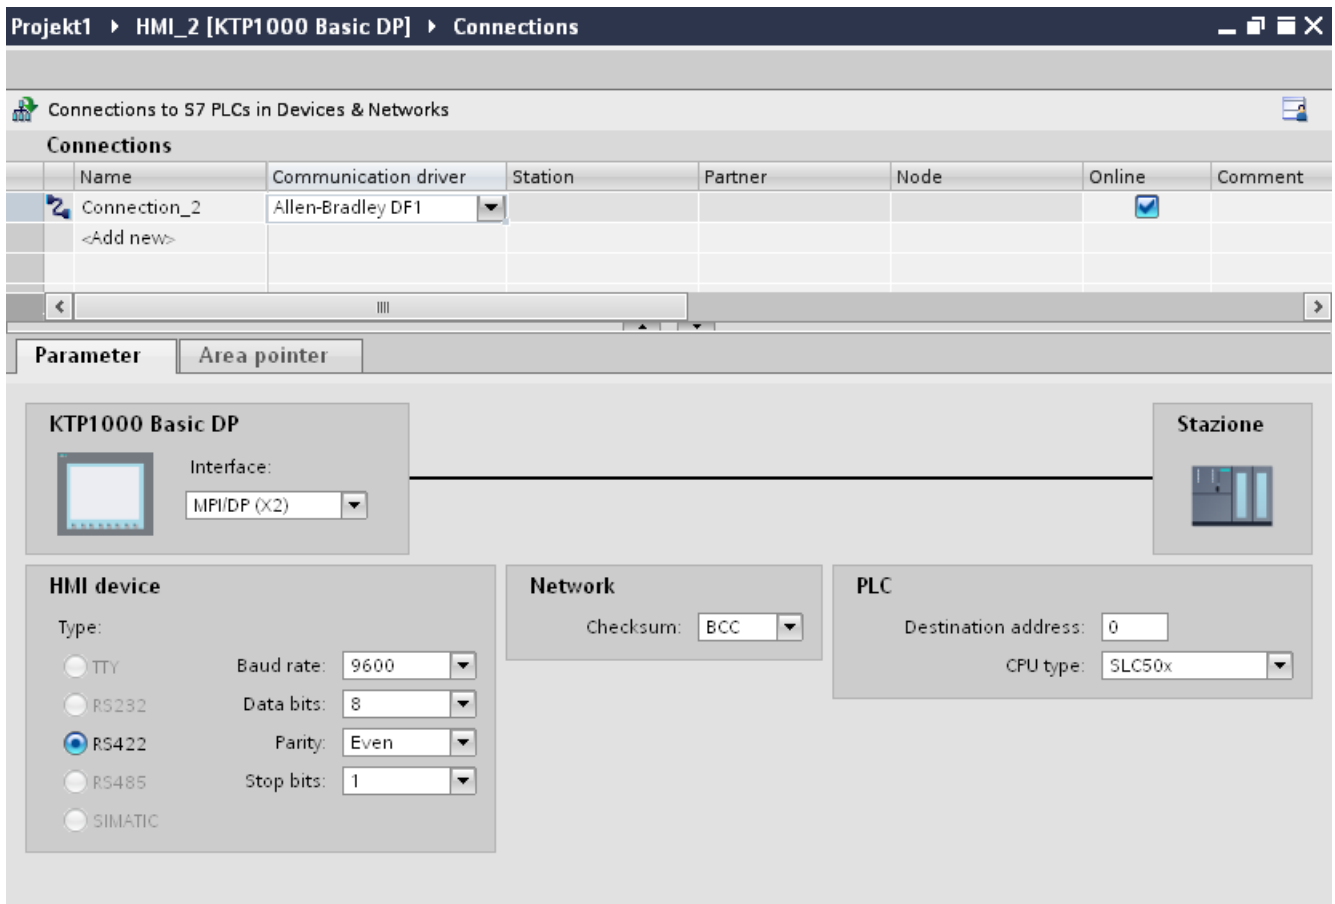 Projekt1 ▸ HMI_2 [KTP1000 Basic DP] ▸ Connections
Connections to S7 PLCs in Devices & Networks
Connections
Name Communication driver Station Partner Node Online Comment
Connection_2 Allen-Bradley DF1
<Add new>
Parameter Area pointer
KTP1000 Basic DP
Interface:
MPI/DP (X2)
Stazione
HMI device
Type:
TTY Baud rate: 9600
RS232 Data bits: 8
RS422 Parity: Even
RS485 Stop bits: 1
SIMATIC
Network
Checksum: BCC
PLC
Destination address: 0
CPU type: SLC50x